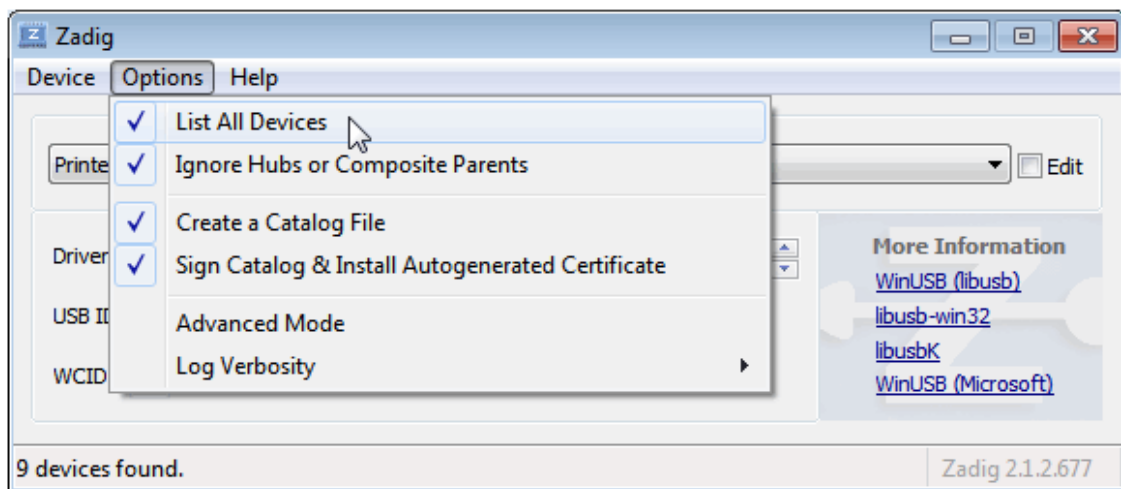 Zadig
Device Options Help
List All Devices
Ignore Hubs or Composite Parents
Create a Catalog File
Sign Catalog & Install Autogenerated Certificate
Advanced Mode
Log Verbosity
Printe
Edit
Driver
USB ID
WCID
More Information
WinUSB (libusb)
libusb-win32
libusbK
WinUSB (Microsoft)
9 devices found.
Zadig 2.1.2.677